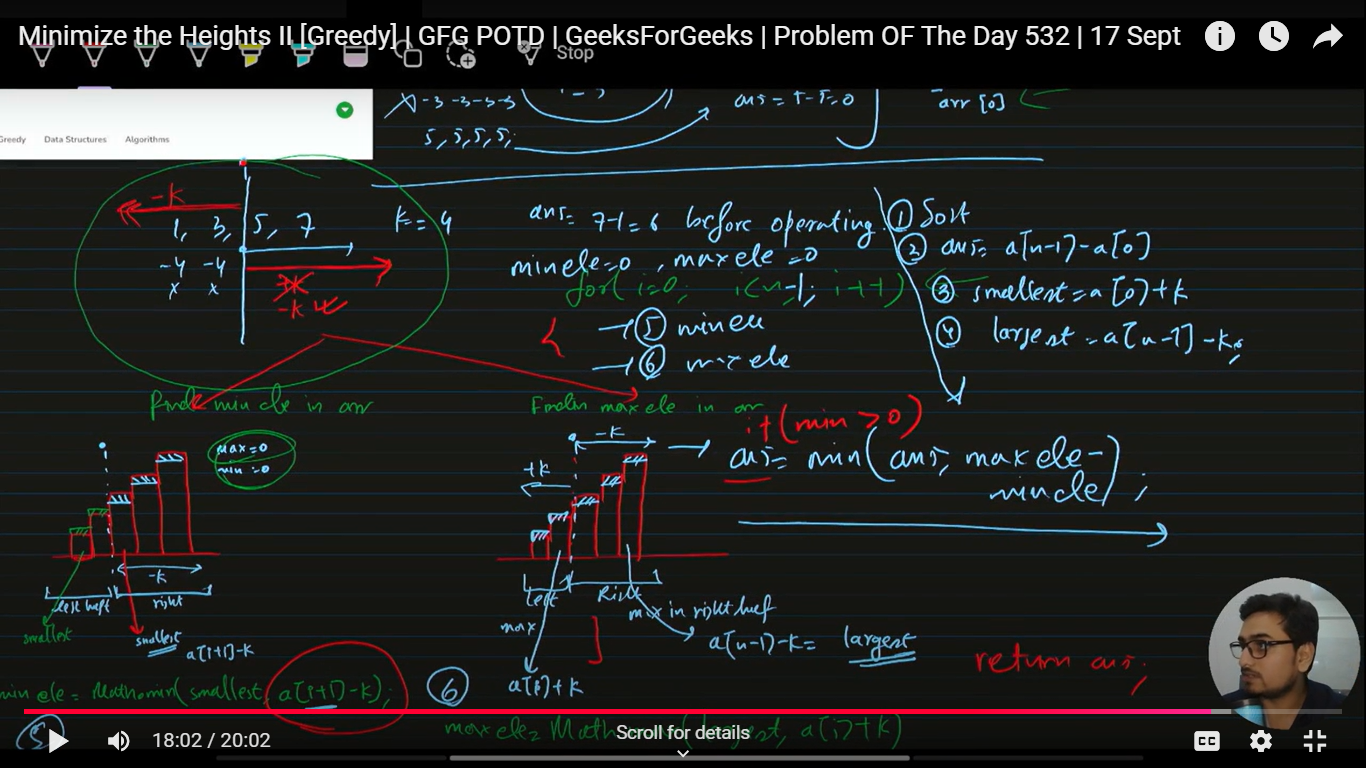 Minimize the Heights II [Greedy] | GFG POTD | GeeksForGeeks | Problem OF The Day 532 | 17 Sept
Stop
Greedy Data Structures Algorithms
-3 -3 -3 -3
5, 5, 5, 5,
ans = 5-5=0
arr [0]
-k
1, 3, 5, 7
k = 4
-4 -4
x x
-k
ans= 7-1=6 before operating.
minele=0, maxele=0
for( i=0; i<n-1; i++)
{
→ ⑤ minele
→ ⑥ maxele
① Sort
② ans= a[n-1]-a[0]
③ smallest=a[0]+k
④ largest=a[n-1]-k;
Find min ele in arr
max=0
min=0
-k
left half right
smallest
smallest
a[i+1]-k
min ele= Math.min(smallest, a[i+1]-k);
⑤
Finding max ele in arr
-k
+k
Left Right
max
max in right half
a[n-1]-k= largest
a[i]+k
}
⑥
maxele= Math (largest, a[i]+k)
if(min > 0)
ans= min(ans, maxele-
minele);
return ans;
18:02 / 20:02
Scroll for details
CC